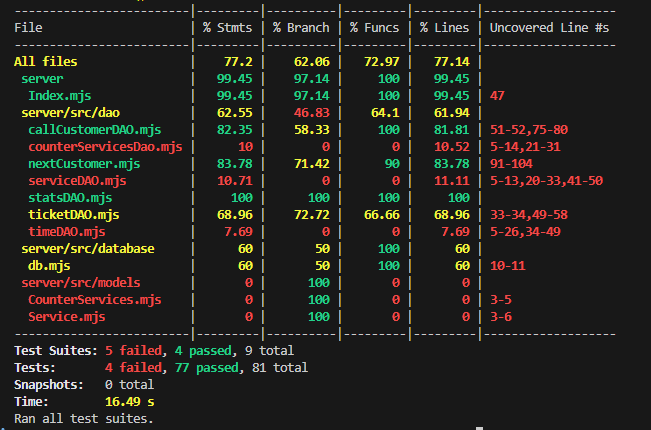 ------------------------|---------|----------|---------|---------|-------------------
File                    | % Stmts | % Branch | % Funcs | % Lines | Uncovered Line #s
------------------------|---------|----------|---------|---------|-------------------
All files               |    77.2 |    62.06 |   72.97 |   77.14 |
 server                 |   99.45 |    97.14 |     100 |   99.45 |
  Index.mjs             |   99.45 |    97.14 |     100 |   99.45 | 47
 server/src/dao         |   62.55 |    46.83 |    64.1 |   61.94 |
  callCustomerDAO.mjs   |   82.35 |    58.33 |     100 |   81.81 | 51-52,75-80
  counterServicesDao.mjs |      10 |        0 |       0 |   10.52 | 5-14,21-31
  nextCustomer.mjs      |   83.78 |    71.42 |      90 |   83.78 | 91-104
  serviceDAO.mjs        |   10.71 |        0 |       0 |   11.11 | 5-13,20-33,41-50
  statsDAO.mjs          |     100 |      100 |     100 |     100 |
  ticketDAO.mjs         |   68.96 |    72.72 |   66.66 |   68.96 | 33-34,49-58
  timeDAO.mjs           |    7.69 |        0 |       0 |    7.69 | 5-26,34-49
 server/src/database    |      60 |       50 |     100 |      60 |
  db.mjs                |      60 |       50 |     100 |      60 | 10-11
 server/src/models      |       0 |      100 |       0 |       0 |
  CounterServices.mjs   |       0 |      100 |       0 |       0 | 3-5
  Service.mjs           |       0 |      100 |       0 |       0 | 3-6
------------------------|---------|----------|---------|---------|-------------------
Test Suites: 5 failed, 4 passed, 9 total
Tests:       4 failed, 77 passed, 81 total
Snapshots:   0 total
Time:        16.49 s
Ran all test suites.